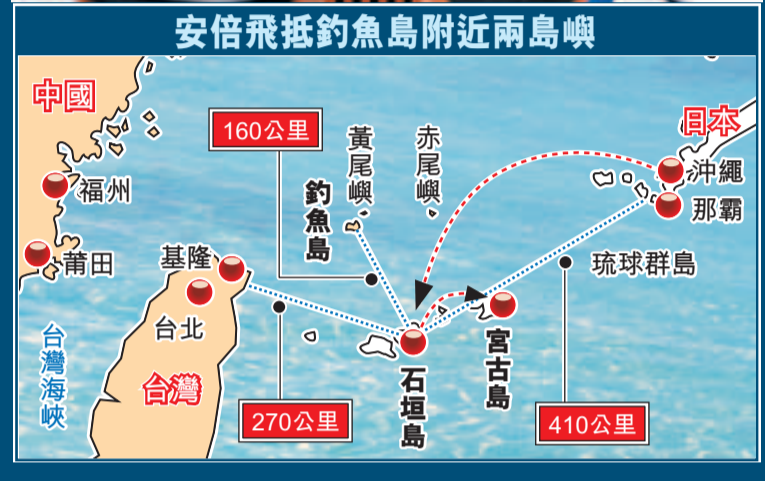 安倍飛抵釣魚島附近兩島嶼
中國
日本
160公里
黃尾嶼
赤尾嶼
釣魚島
沖繩
那霸
福州
莆田
基隆
台北
琉球群島
台灣海峽
台灣
宮古島
石垣島
270公里
410公里